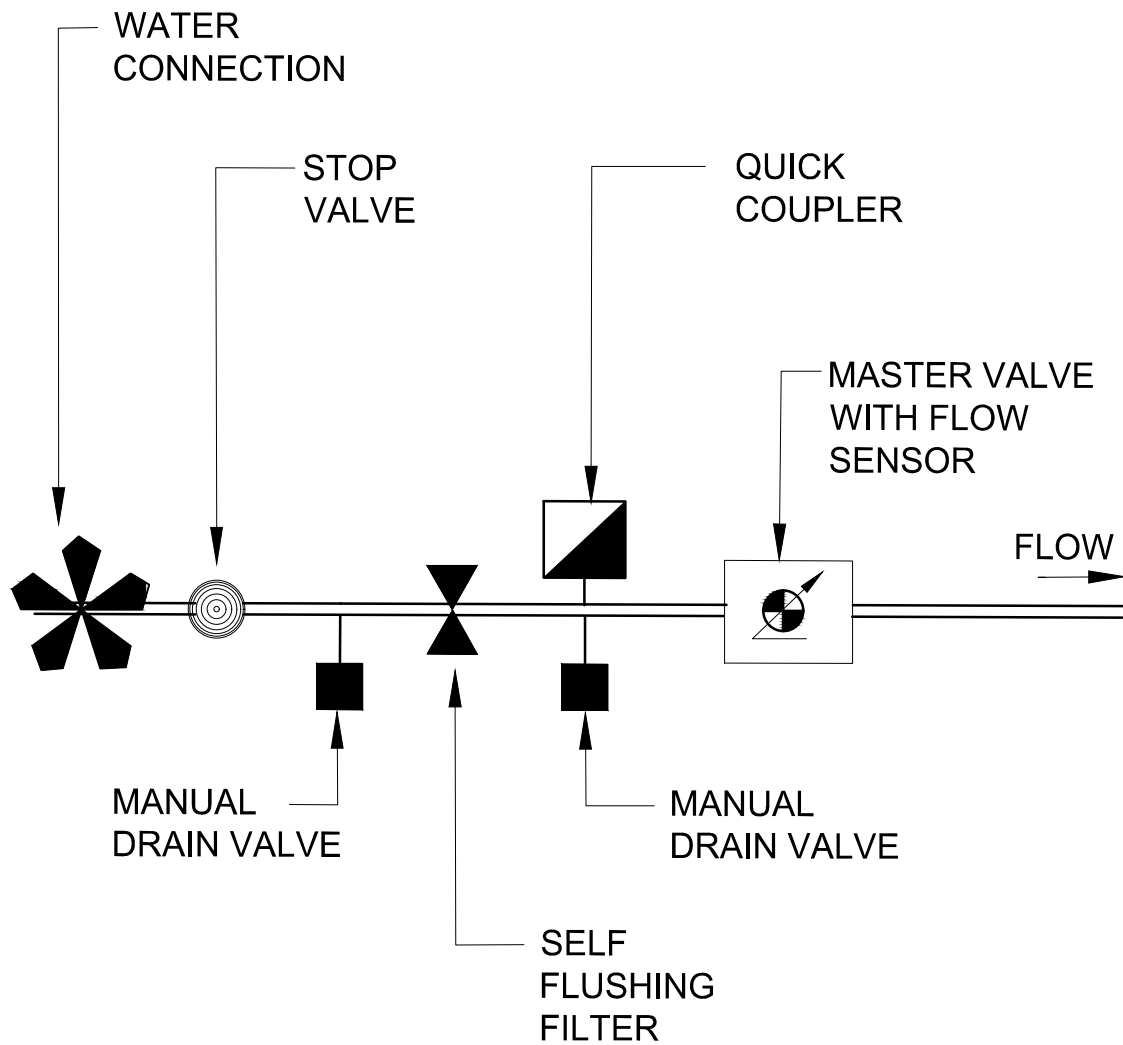 WATER
CONNECTION
STOP
VALVE
QUICK
COUPLER
MASTER VALVE
WITH FLOW
SENSOR
FLOW
MANUAL
DRAIN VALVE
MANUAL
DRAIN VALVE
SELF
FLUSHING
FILTER